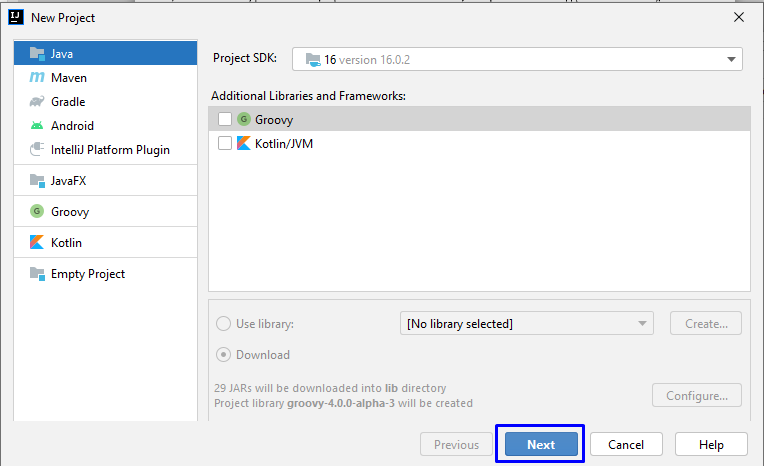 IJ New Project
Java
Maven
Gradle
Android
IntelliJ Platform Plugin
JavaFX
Groovy
Kotlin
Empty Project
Project SDK: 16 version 16.0.2
Additional Libraries and Frameworks:
G Groovy
Kotlin/JVM
Use library: [No library selected] Create...
Download
29 JARs will be downloaded into lib directory
Project library groovy-4.0.0-alpha-3 will be created
Configure...
Previous Next Cancel Help